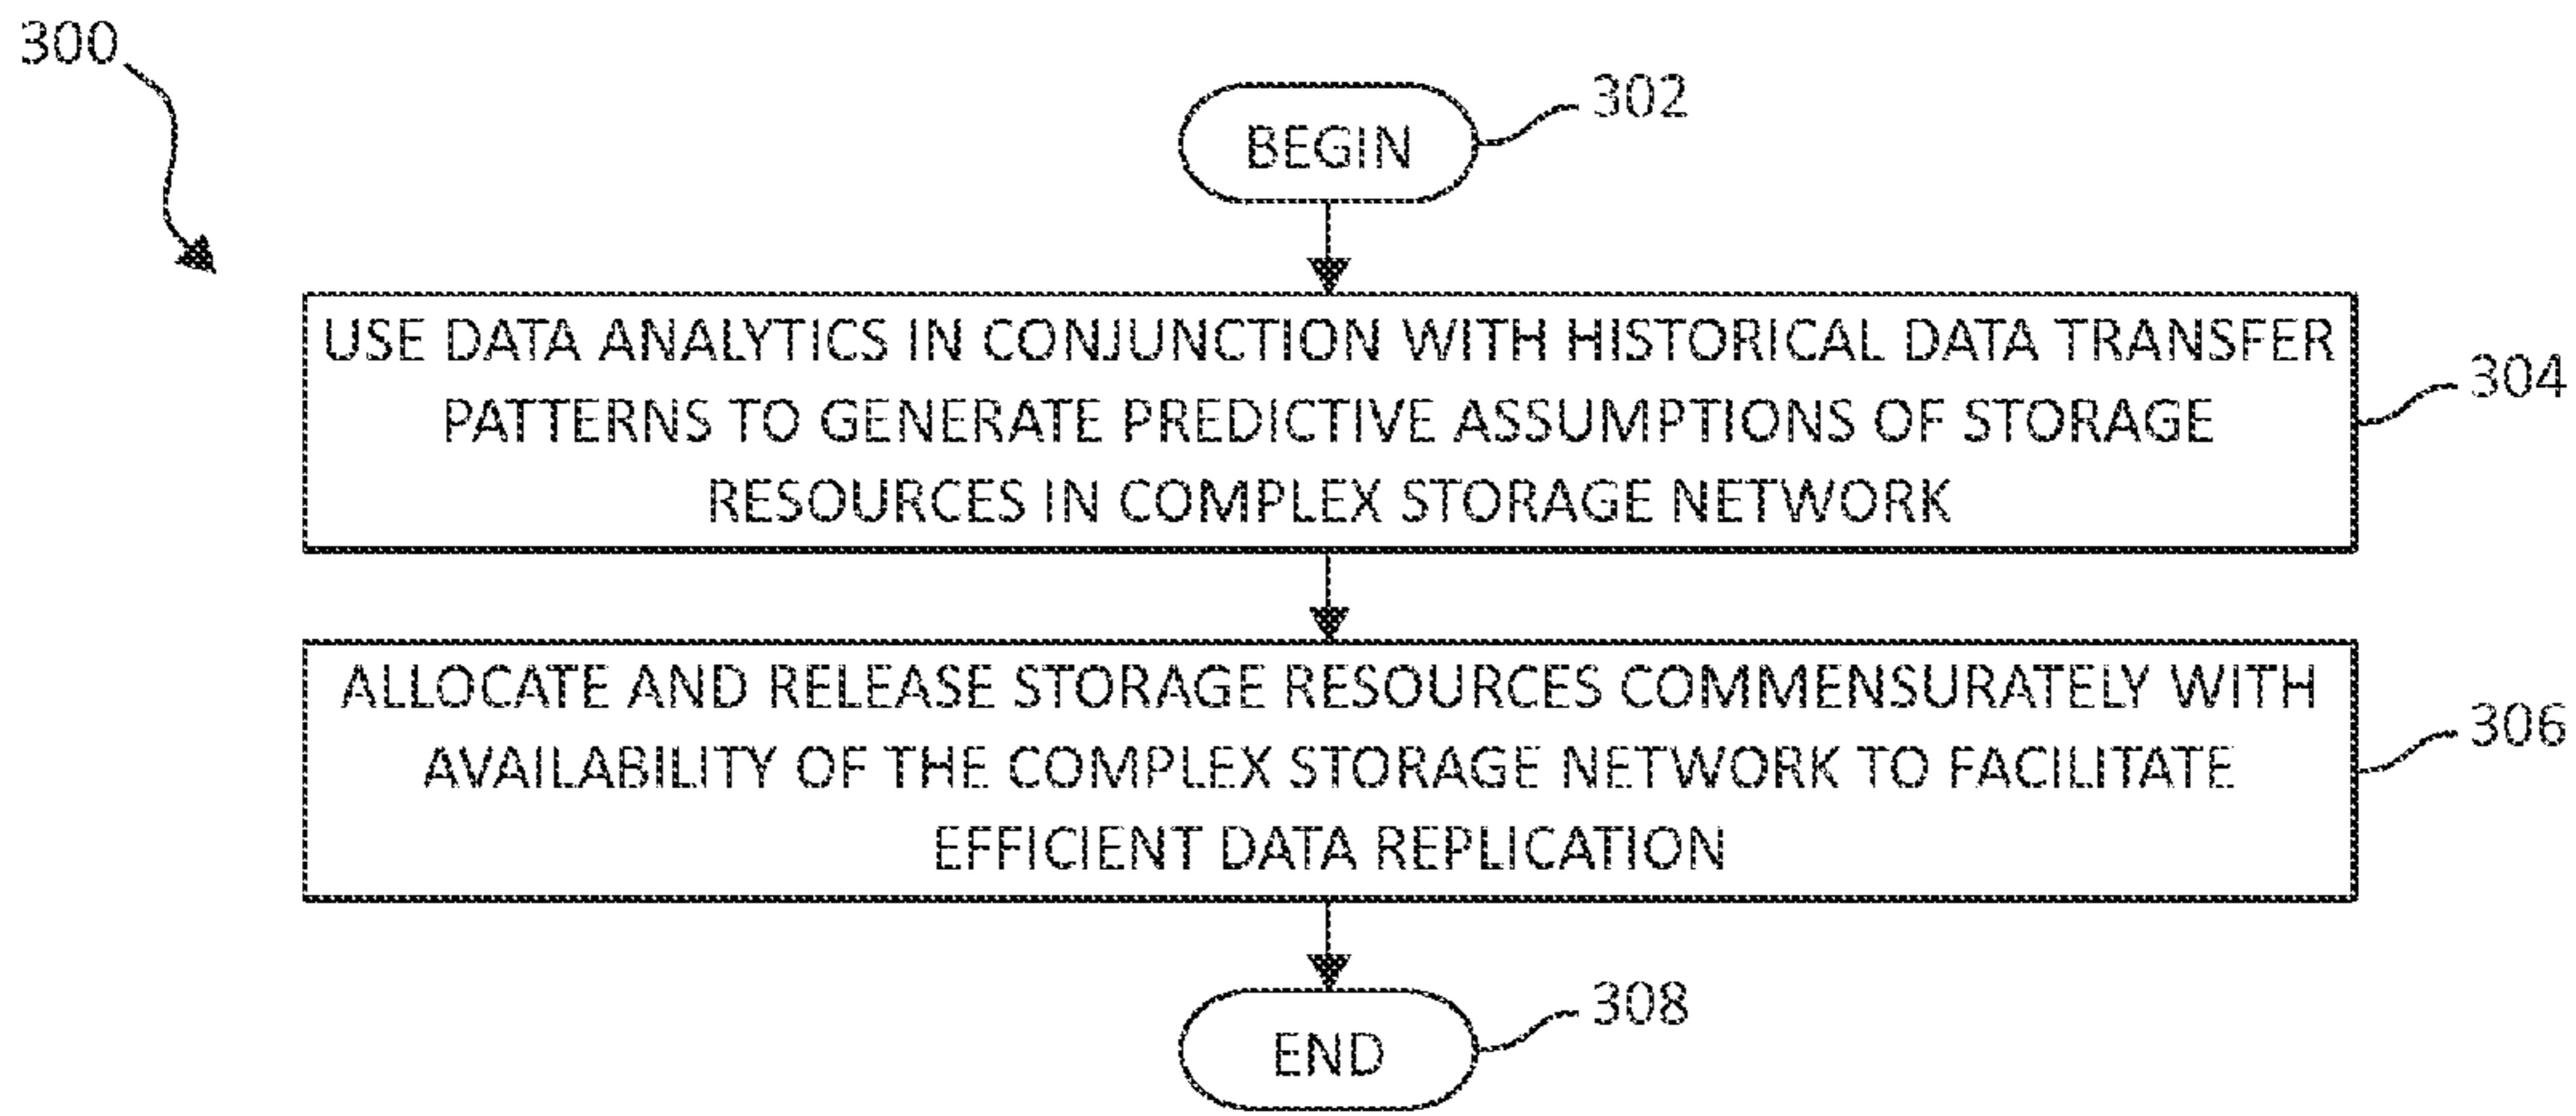 300
BEGIN
302
USE DATA ANALYTICS IN CONJUNCTION WITH HISTORICAL DATA TRANSFER
PATTERNS TO GENERATE PREDICTIVE ASSUMPTIONS OF STORAGE
RESOURCES IN COMPLEX STORAGE NETWORK
304
ALLOCATE AND RELEASE STORAGE RESOURCES COMMENSURATELY WITH
AVAILABILITY OF THE COMPLEX STORAGE NETWORK TO FACILITATE
EFFICIENT DATA REPLICATION
306
END
308